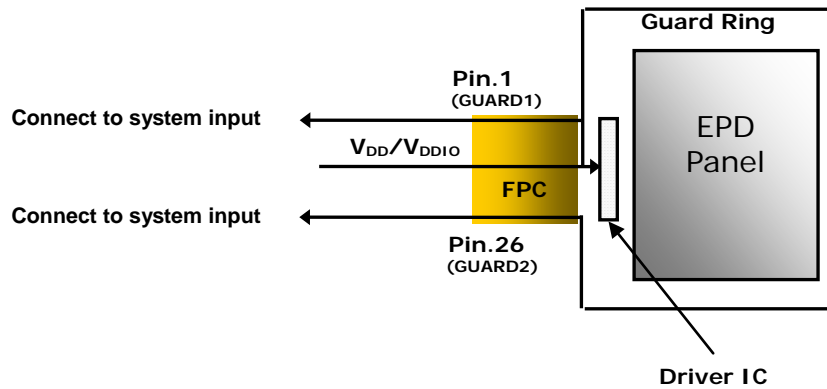 Guard Ring
Pin.1
(GUARD1)
Connect to system input
VDD/VDDIO
EPD
Panel
FPC
Connect to system input
Pin.26
(GUARD2)
Driver IC